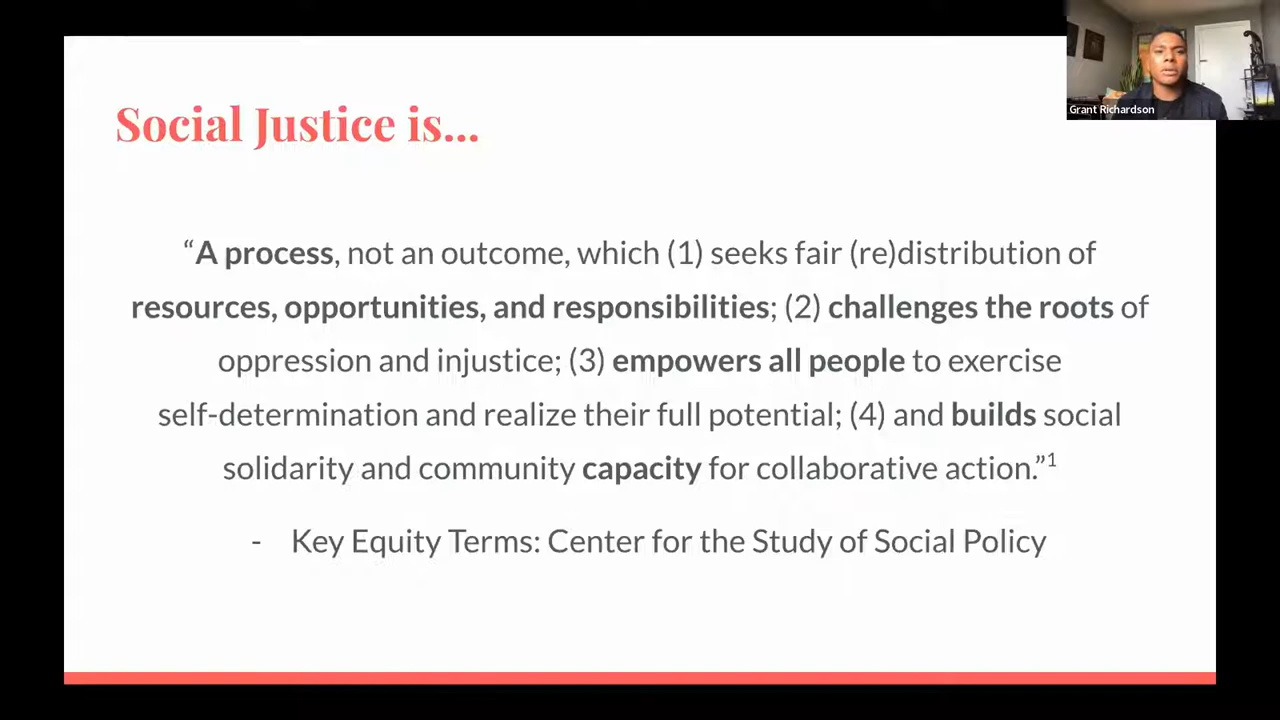 Grant Richardson
Social Justice is...
“A process, not an outcome, which (1) seeks fair (re)distribution of
resources, opportunities, and responsibilities; (2) challenges the roots of
oppression and injustice; (3) empowers all people to exercise
self-determination and realize their full potential; (4) and builds social
solidarity and community capacity for collaborative action.”1
- Key Equity Terms: Center for the Study of Social Policy